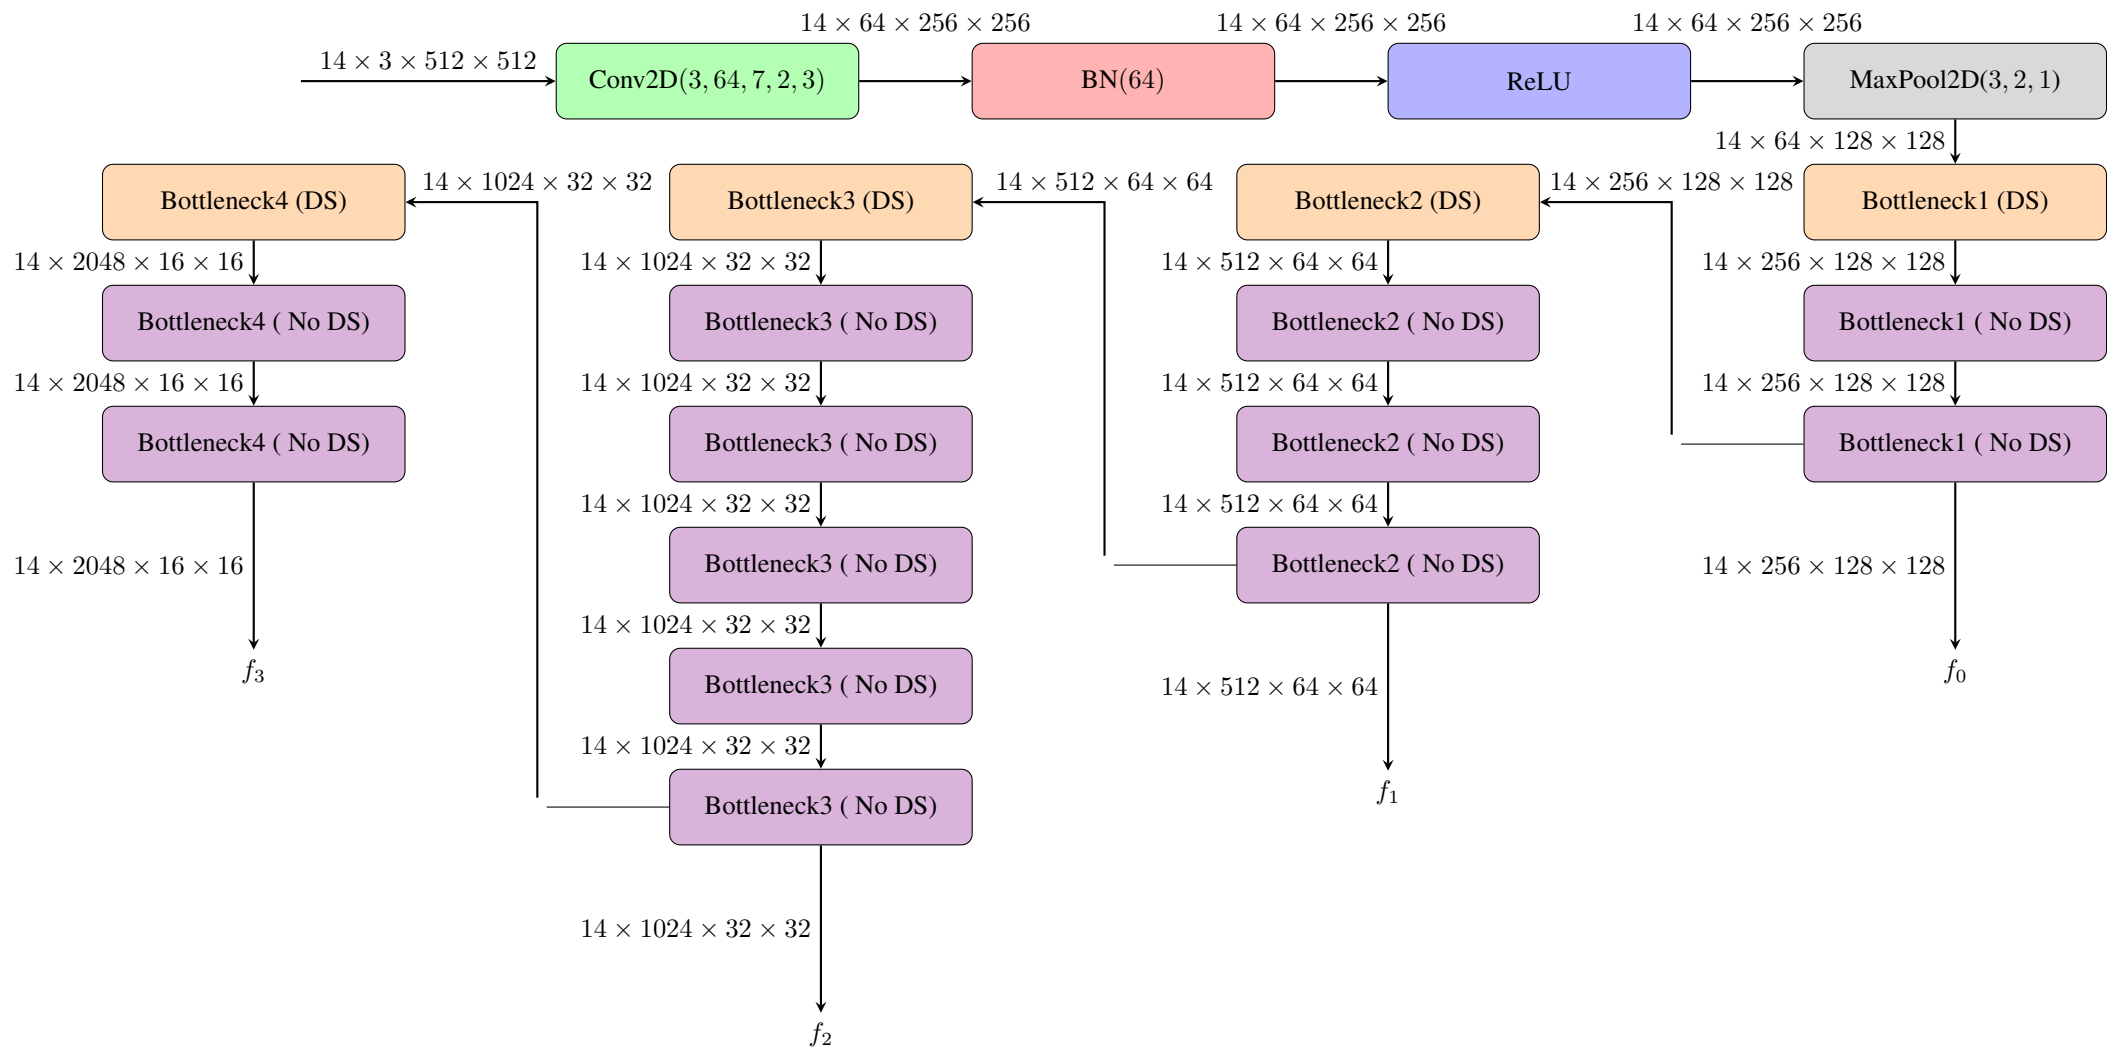 14 × 64 × 256 × 256 14 × 64 × 256 × 256 14 × 64 × 256 × 256
14 × 3 × 512 × 512
Conv2D(3, 64, 7, 2, 3) BN(64) ReLU MaxPool2D(3, 2, 1)
14 × 64 × 128 × 128
14 × 1024 × 32 × 32 14 × 512 × 64 × 64 14 × 256 × 128 × 128
Bottleneck4 (DS) Bottleneck3 (DS) Bottleneck2 (DS) Bottleneck1 (DS)
14 × 2048 × 16 × 16 14 × 1024 × 32 × 32 14 × 512 × 64 × 64 14 × 256 × 128 × 128
Bottleneck4 ( No DS) Bottleneck3 ( No DS) Bottleneck2 ( No DS) Bottleneck1 ( No DS)
14 × 2048 × 16 × 16 14 × 1024 × 32 × 32 14 × 512 × 64 × 64 14 × 256 × 128 × 128
Bottleneck4 ( No DS) Bottleneck3 ( No DS) Bottleneck2 ( No DS) Bottleneck1 ( No DS)
14 × 1024 × 32 × 32 14 × 512 × 64 × 64
14 × 2048 × 16 × 16 Bottleneck3 ( No DS) Bottleneck2 ( No DS) 14 × 256 × 128 × 128
14 × 1024 × 32 × 32
f3 f0
Bottleneck3 ( No DS) 14 × 512 × 64 × 64
14 × 1024 × 32 × 32
f1
Bottleneck3 ( No DS)
14 × 1024 × 32 × 32
f2